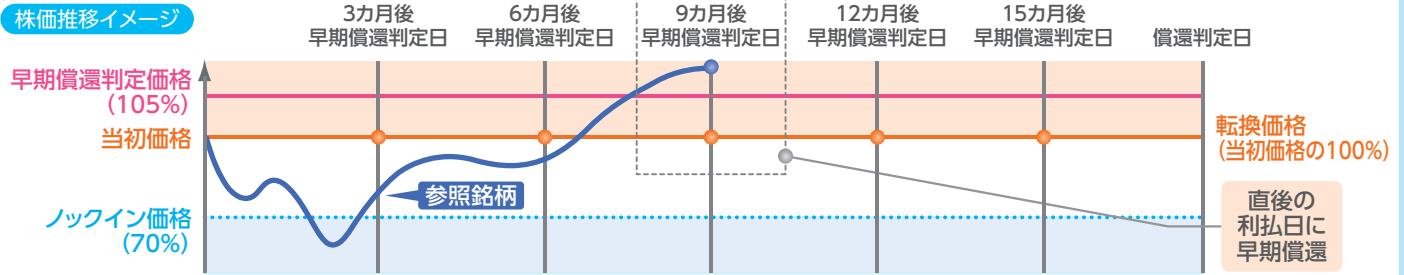 株価推移イメージ
3カ月後
早期償還判定日
6カ月後
早期償還判定日
9カ月後
早期償還判定日
12カ月後
早期償還判定日
15カ月後
早期償還判定日
償還判定日
早期償還判定価格
(105%)
当初価格
転換価格
(当初価格の100%)
参照銘柄
ノックイン価格
(70%)
直後の
利払日に
早期償還